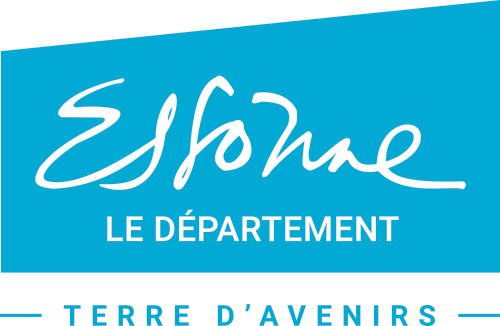 Essonne
LE DÉPARTEMENT
TERRE D'AVENIRS